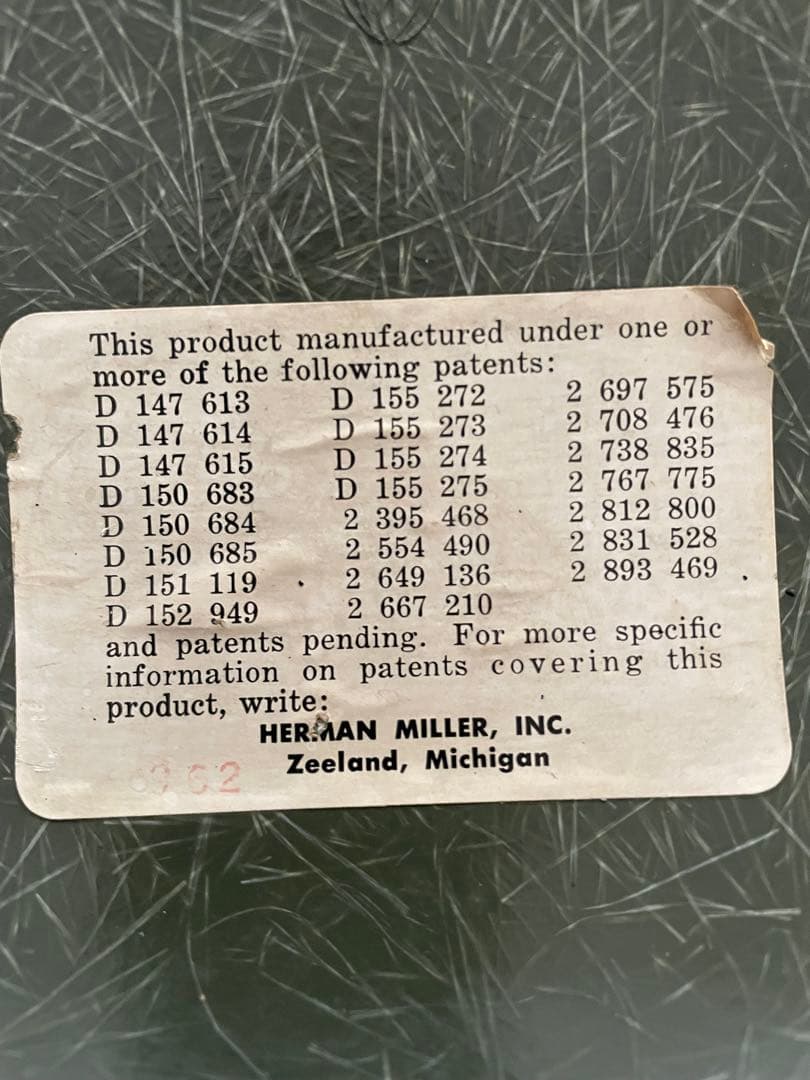 This product manufactured under one or
more of the following patents:
D 147 613 D 155 272 2 697 575
D 147 614 D 155 273 2 708 476
D 147 615 D 155 274 2 738 835
D 150 683 D 155 275 2 767 775
D 150 684 2 395 468 2 812 800
D 150 685 2 554 490 2 831 528
D 151 119 2 649 136 2 893 469
D 152 949 2 667 210
and patents pending. For more specific
information on patents covering this
product, write:
HERMAN MILLER, INC.
Zeeland, Michigan